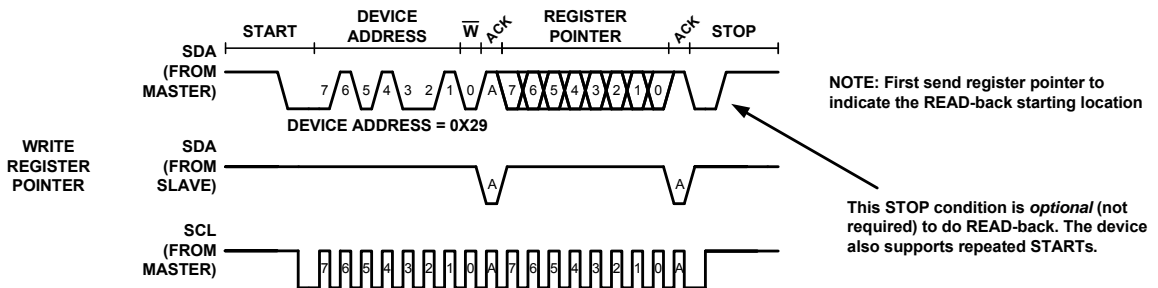 START
DEVICE
ADDRESS
W
ACK
REGISTER
POINTER
ACK
STOP
SDA
(FROM
MASTER)
7 6 5 4 3 2 1 0 A 7 6 5 4 3 2 1 0
DEVICE ADDRESS = 0X29
NOTE: First send register pointer to
indicate the READ-back starting location
WRITE
REGISTER
POINTER
SDA
(FROM
SLAVE)
A A
This STOP condition is optional (not
required) to do READ-back. The device
also supports repeated STARTs.
SCL
(FROM
MASTER)
7 6 5 4 3 2 1 0 A 7 6 5 4 3 2 1 0 A